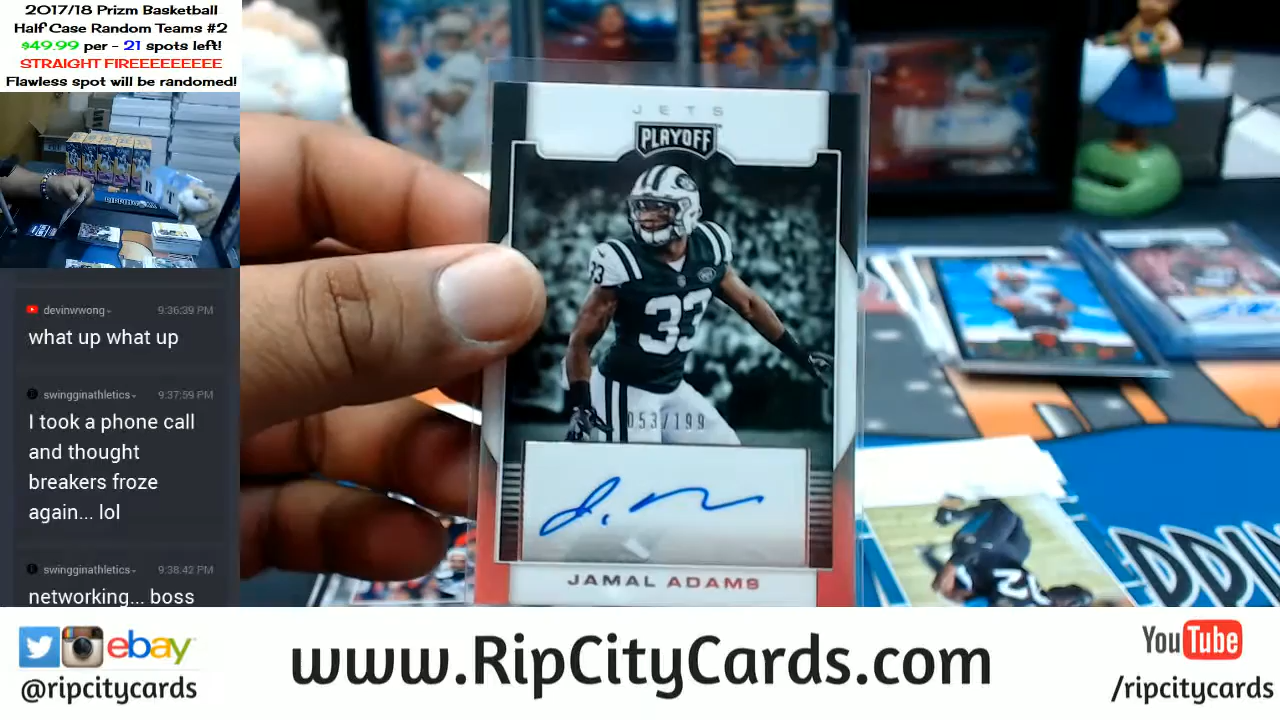 2017/18 Prizm Basketball
Half Case Random Teams #2
$49.99 per - 21 spots left!
STRAIGHT FIREEEEEEEEE
Flawless spot will be randomed!
devinwwong
9:36:39 PM
what up what up
swingginathletics
9:37:59 PM
I took a phone call
and thought
breakers froze
again... lol
swingginathletics
9:38:42 PM
networking... boss
JETS
PLAYOFF
33
33
053/199
JAMAL ADAMS
ebay
@ripcitycards
www.RipCityCards.com
YouTube
/ripcitycards